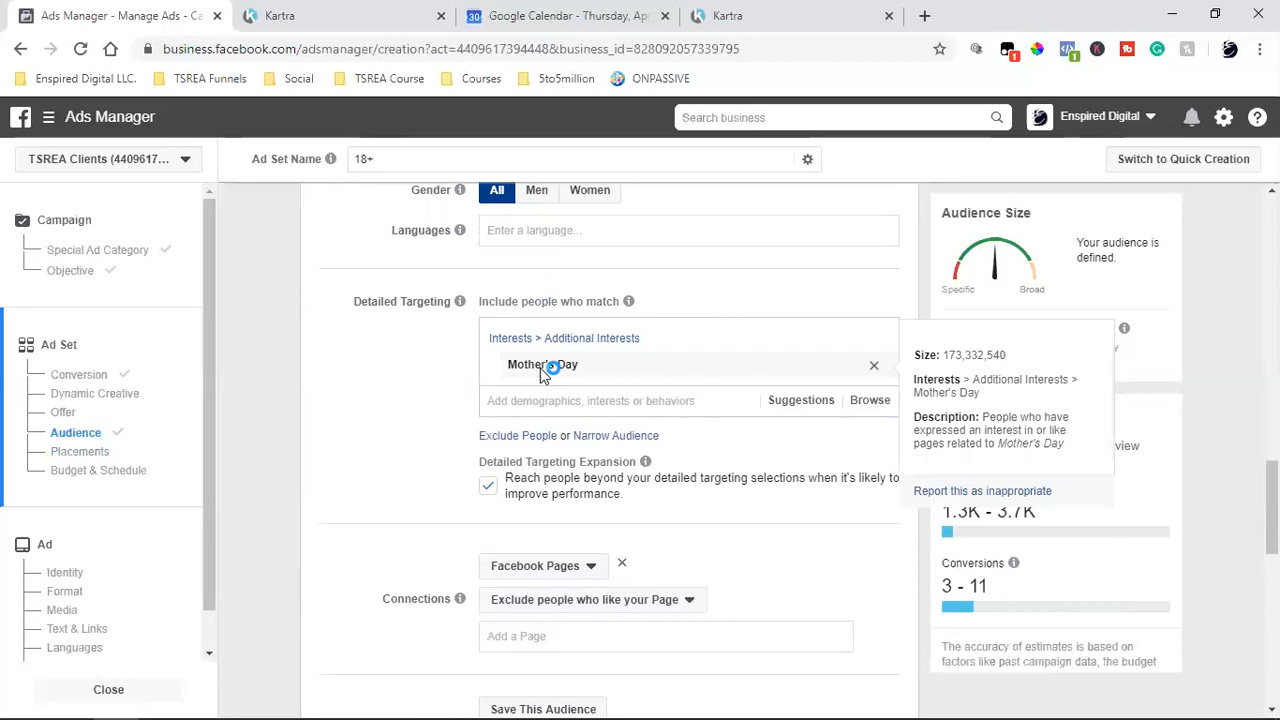 Ads Manager - Manage Ads - Ca
Kartra
Google Calendar - Thursday, Apr
Kartra
business.facebook.com/adsmanager/creation?act=440961739444 8&business_id=828092057339795
Enspired Digital LLC.
TSREA Funnels
Social
TSREA Course
Courses
5to5million
ONPASSIVE
Ads Manager
Search business
Enspired Digital
TSREA Clients (4409617...
Ad Set Name
18+
Switch to Quick Creation
Campaign
Special Ad Category
Objective
Ad Set
Conversion
Dynamic Creative
Offer
Audience
Placements
Budget & Schedule
Ad
Identity
Format
Media
Text & Links
Languages
Close
Gender
All
Men
Women
Languages
Enter a language...
Detailed Targeting
Include people who match
Interests > Additional Interests
Mother's Day
Add demographics, interests or behaviors
Suggestions
Browse
Exclude People or Narrow Audience
Detailed Targeting Expansion
Reach people beyond your detailed targeting selections when it's likely to
improve performance.
Facebook Pages
Connections
Exclude people who like your Page
Add a Page
Save This Audience
Audience Size
Your audience is
defined.
Specific
Broad
Size: 173,332,540
Interests > Additional Interests >
Mother's Day
Description: People who have
expressed an interest in or like
pages related to Mother's Day
Report this as inappropriate
1.3K - 3.7K
Conversions
3 - 11
The accuracy of estimates is based on
factors like past campaign data, the budget